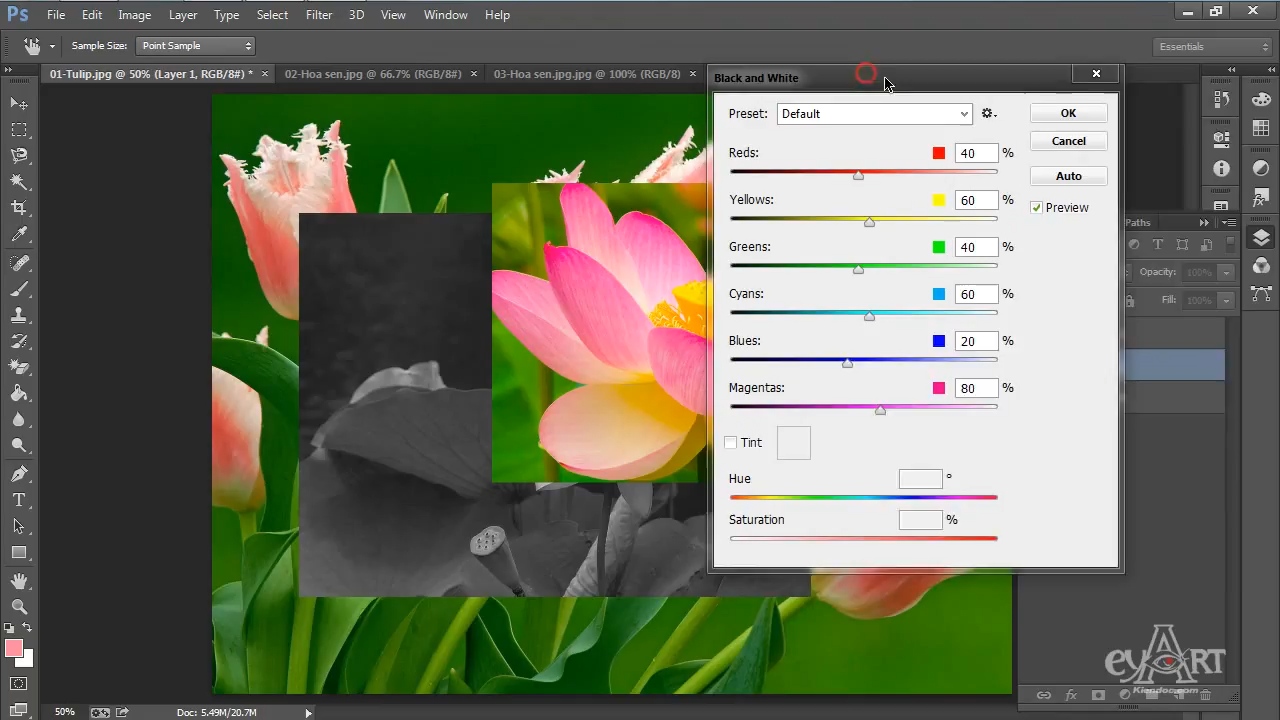 Ps File Edit Image Layer Type Select Filter 3D View Window Help
Sample Size: Point Sample Essentials
01-Tulip.jpg @ 50% (Layer 1, RGB/8#) * × 02-Hoa sen.jpg @ 66.7% (RGB/8#) × 03-Hoa sen.jpg.jpg @ 100% (RGB/8) ×
Black and White
Preset: Default OK
Cancel
Reds: 40 %
Auto
Yellows: 60 %
Preview
Paths
Greens: 40 %
Opacity: 100%
Cyans: 60 %
Fill: 100%
Blues: 20 %
Magentas: 80 %
Tint
Hue °
Saturation %
eyART
Kiendoc.com
50% Doc: 5.49M/20.7M
fx